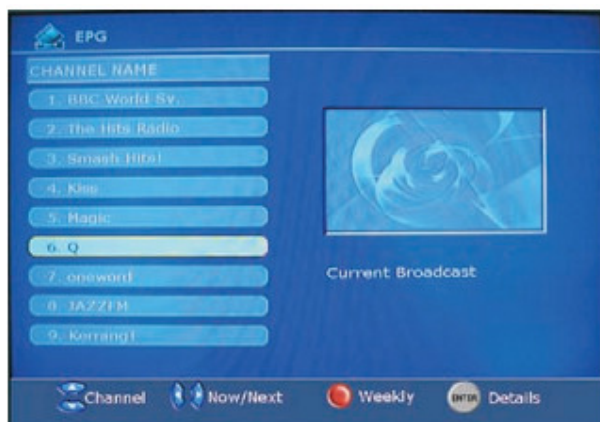 EPG
CHANNEL NAME
1. BBC World Sv.
2. The Hits Radio
3. Smash Hits!
4. Kiss
5. Magic
6. Q
7. oneword
8. JAZZFM
9. Kerrang!
Current Broadcast
Channel Now/Next Weekly ENTER Details